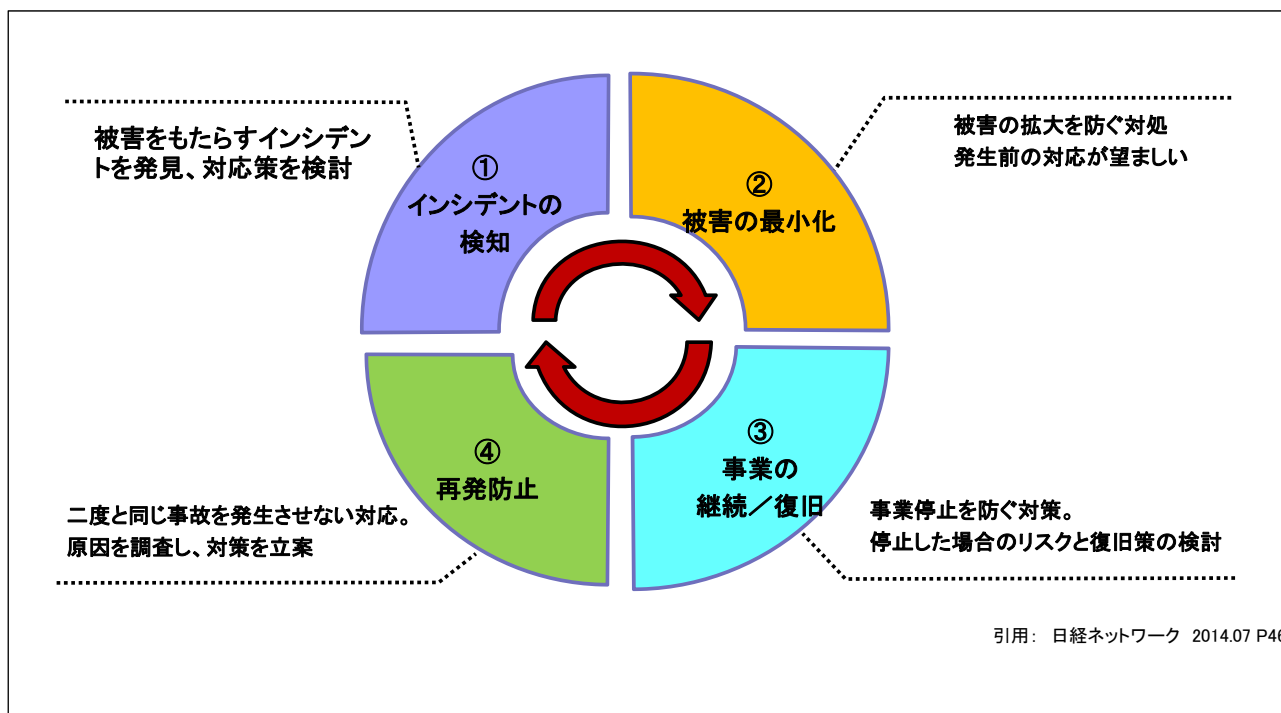 被害をもたらすインシデン
トを発見、対応策を検討
①
インシデントの
検知
②
被害の最小化
被害の拡大を防ぐ対処
発生前の対応が望ましい
③
事業の
継続／復旧
事業停止を防ぐ対策。
停止した場合のリスクと復旧策の検討
④
再発防止
二度と同じ事故を発生させない対応。
原因を調査し、対策を立案
引用： 日経ネットワーク 2014.07 P46